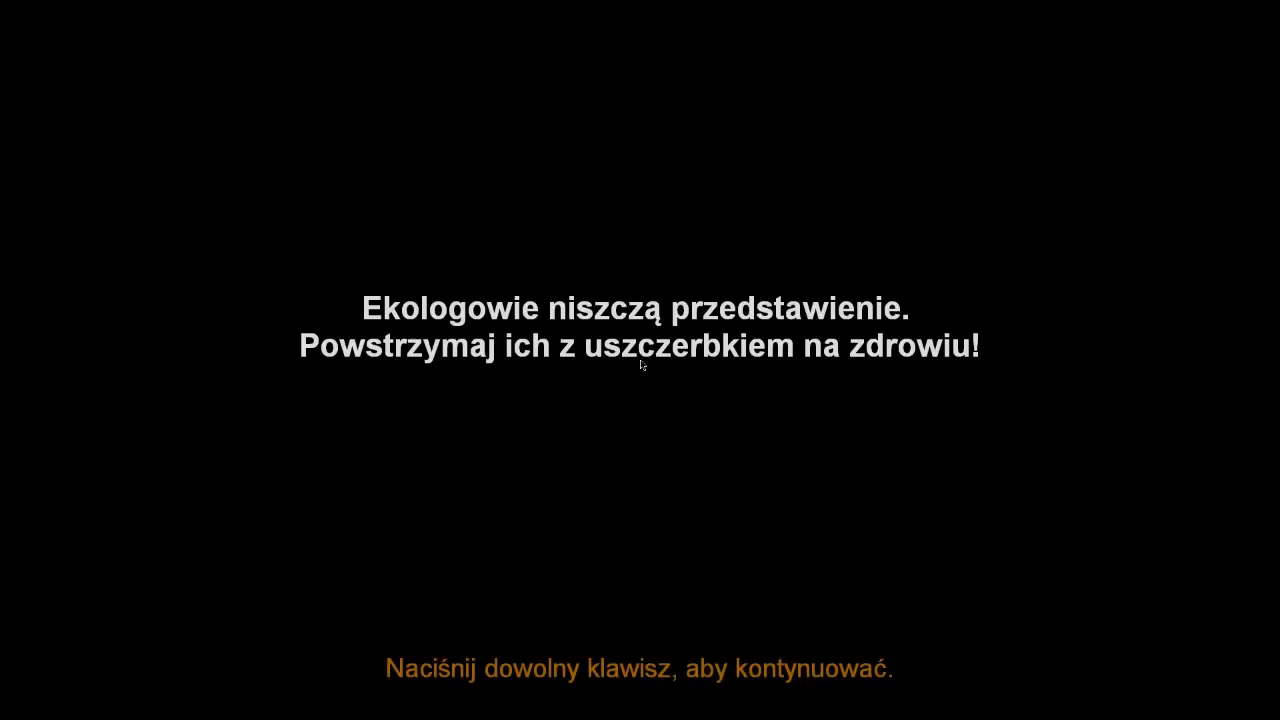 Ekologowie niszczą przedstawienie.
Powstrzymaj ich z uszczerbkiem na zdrowiu!
Naciśnij dowolny klawisz, aby kontynuować.